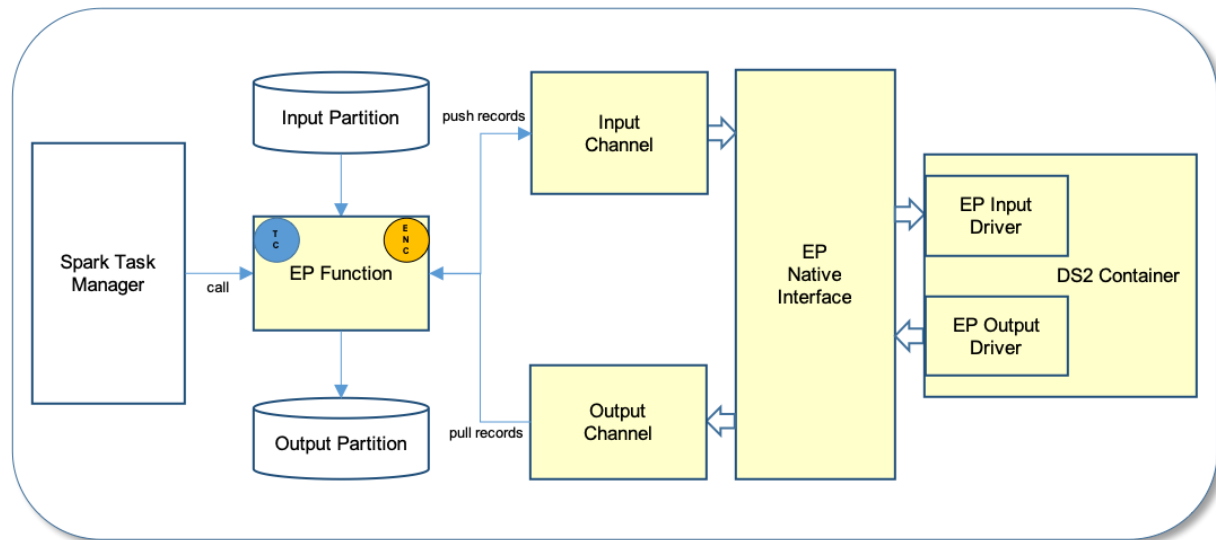 Input Partition
push records
Input
Channel
Spark Task
Manager
call
T
C
E
N
C
EP Function
EP
Native
Interface
EP Input
Driver
DS2 Container
EP Output
Driver
Output Partition
pull records
Output
Channel